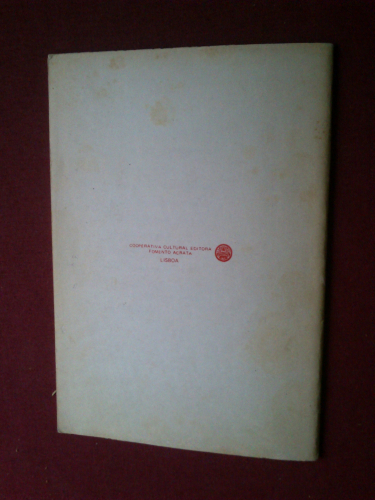 COOPERATIVA CULTURAL EDITORA
FOMENTO ACRATA
LISBOA